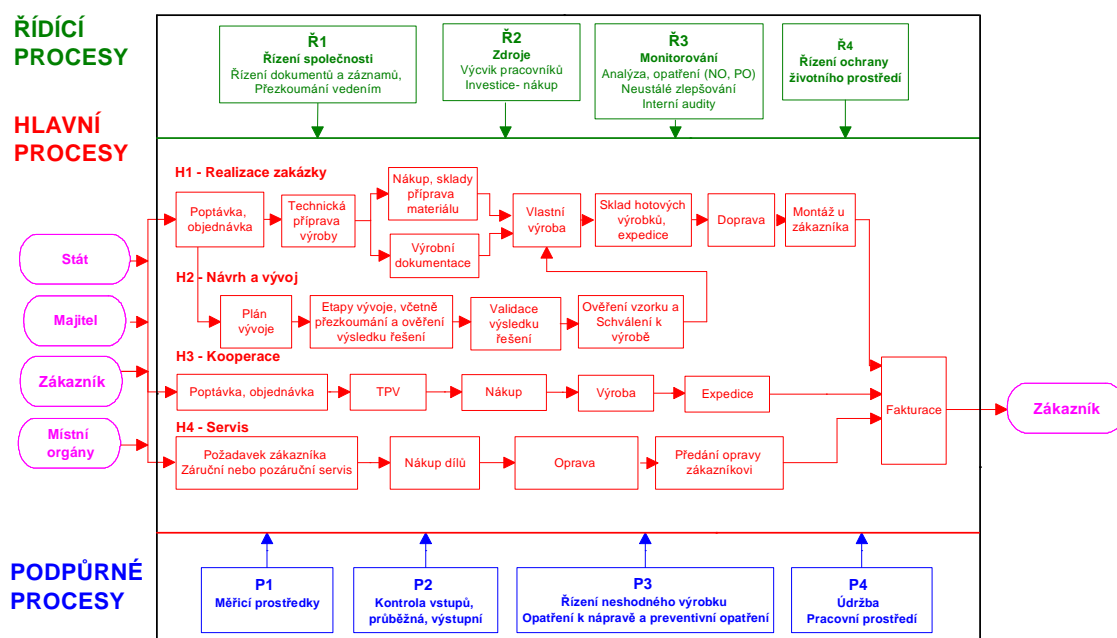 ŘÍDÍCÍ
PROCESY
Ř1
Řízení společnosti
Řízení dokumentů a záznamů,
Přezkoumání vedením
Ř2
Zdroje
Výcvik pracovníků
Investice- nákup
Ř3
Monitorování
Analýza, opatření (NO, PO)
Neustálé zlepšování
Interní audity
Ř4
Řízení ochrany
životního prostředí
HLAVNÍ
PROCESY
H1 - Realizace zakázky
Poptávka,
objednávka
Technická
příprava
výroby
Nákup, sklady
příprava
materiálu
Výrobní
dokumentace
Vlastní
výroba
Sklad hotových
výrobků,
expedice
Doprava
Montáž u
zákazníka
Stát
Majitel
Zákazník
Místní
orgány
H2 - Návrh a vývoj
Plán
vývoje
Etapy vývoje, včetně
přezkoumání a ověření
výsledku řešení
Validace
výsledku
řešení
Ověření vzorku a
Schválení k
výrobě
H3 - Kooperace
Poptávka, objednávka
TPV
Nákup
Výroba
Expedice
Fakturace
Zákazník
H4 - Servis
Požadavek zákazníka
Záruční nebo pozáruční servis
Nákup dílů
Oprava
Předání opravy
zákazníkovi
PODPŮRNÉ
PROCESY
P1
Měřicí prostředky
P2
Kontrola vstupů,
průběžná, výstupní
P3
Řízení neshodného výrobku
Opatření k nápravě a preventivní opatření
P4
Údržba
Pracovní prostředí